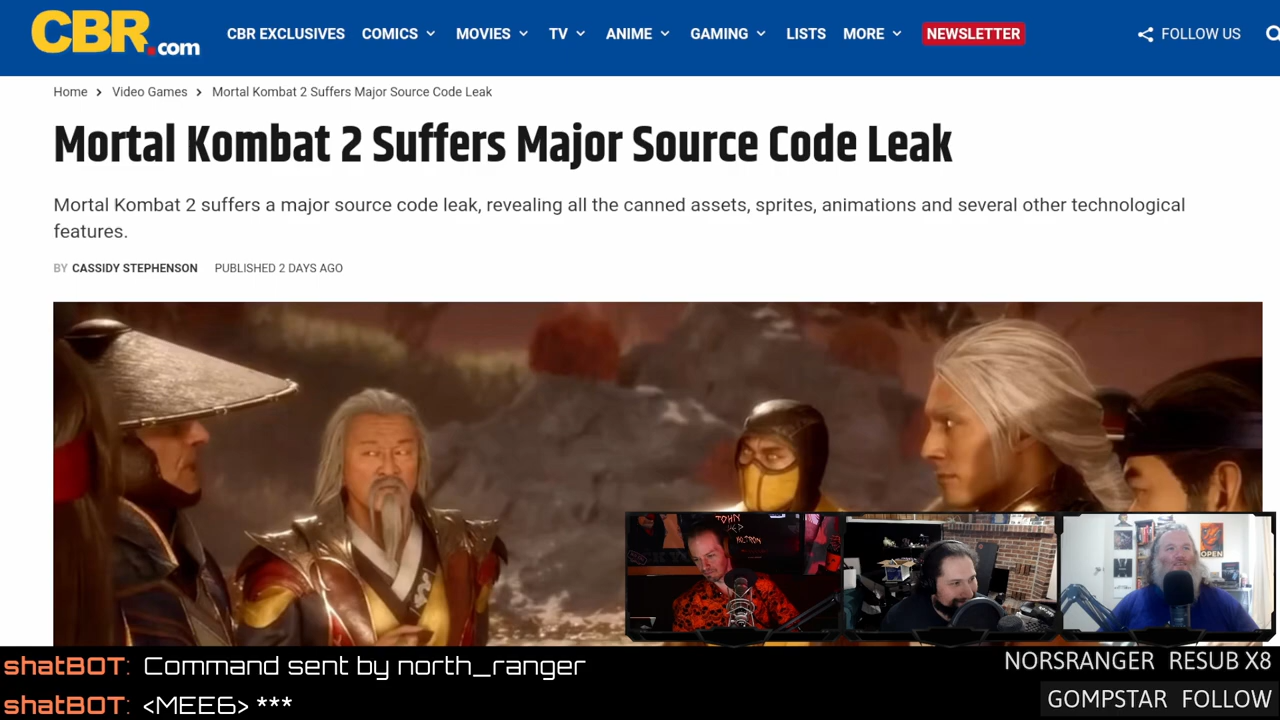 CBR.com
CBR EXCLUSIVES COMICS MOVIES TV ANIME GAMING LISTS MORE NEWSLETTER FOLLOW US
Home > Video Games > Mortal Kombat 2 Suffers Major Source Code Leak
Mortal Kombat 2 Suffers Major Source Code Leak
Mortal Kombat 2 suffers a major source code leak, revealing all the canned assets, sprites, animations and several other technological
features.
BY CASSIDY STEPHENSON PUBLISHED 2 DAYS AGO
OPEN
shatBOT: Command sent by north_ranger
shatBOT: <MEE6> ***
NORSRANGER RESUB X8
GOMPSTAR FOLLOW